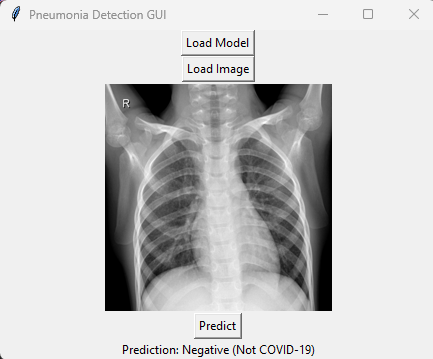 Pneumonia Detection GUI
Load Model
Load Image
R
Predict
Prediction: Negative (Not COVID-19)